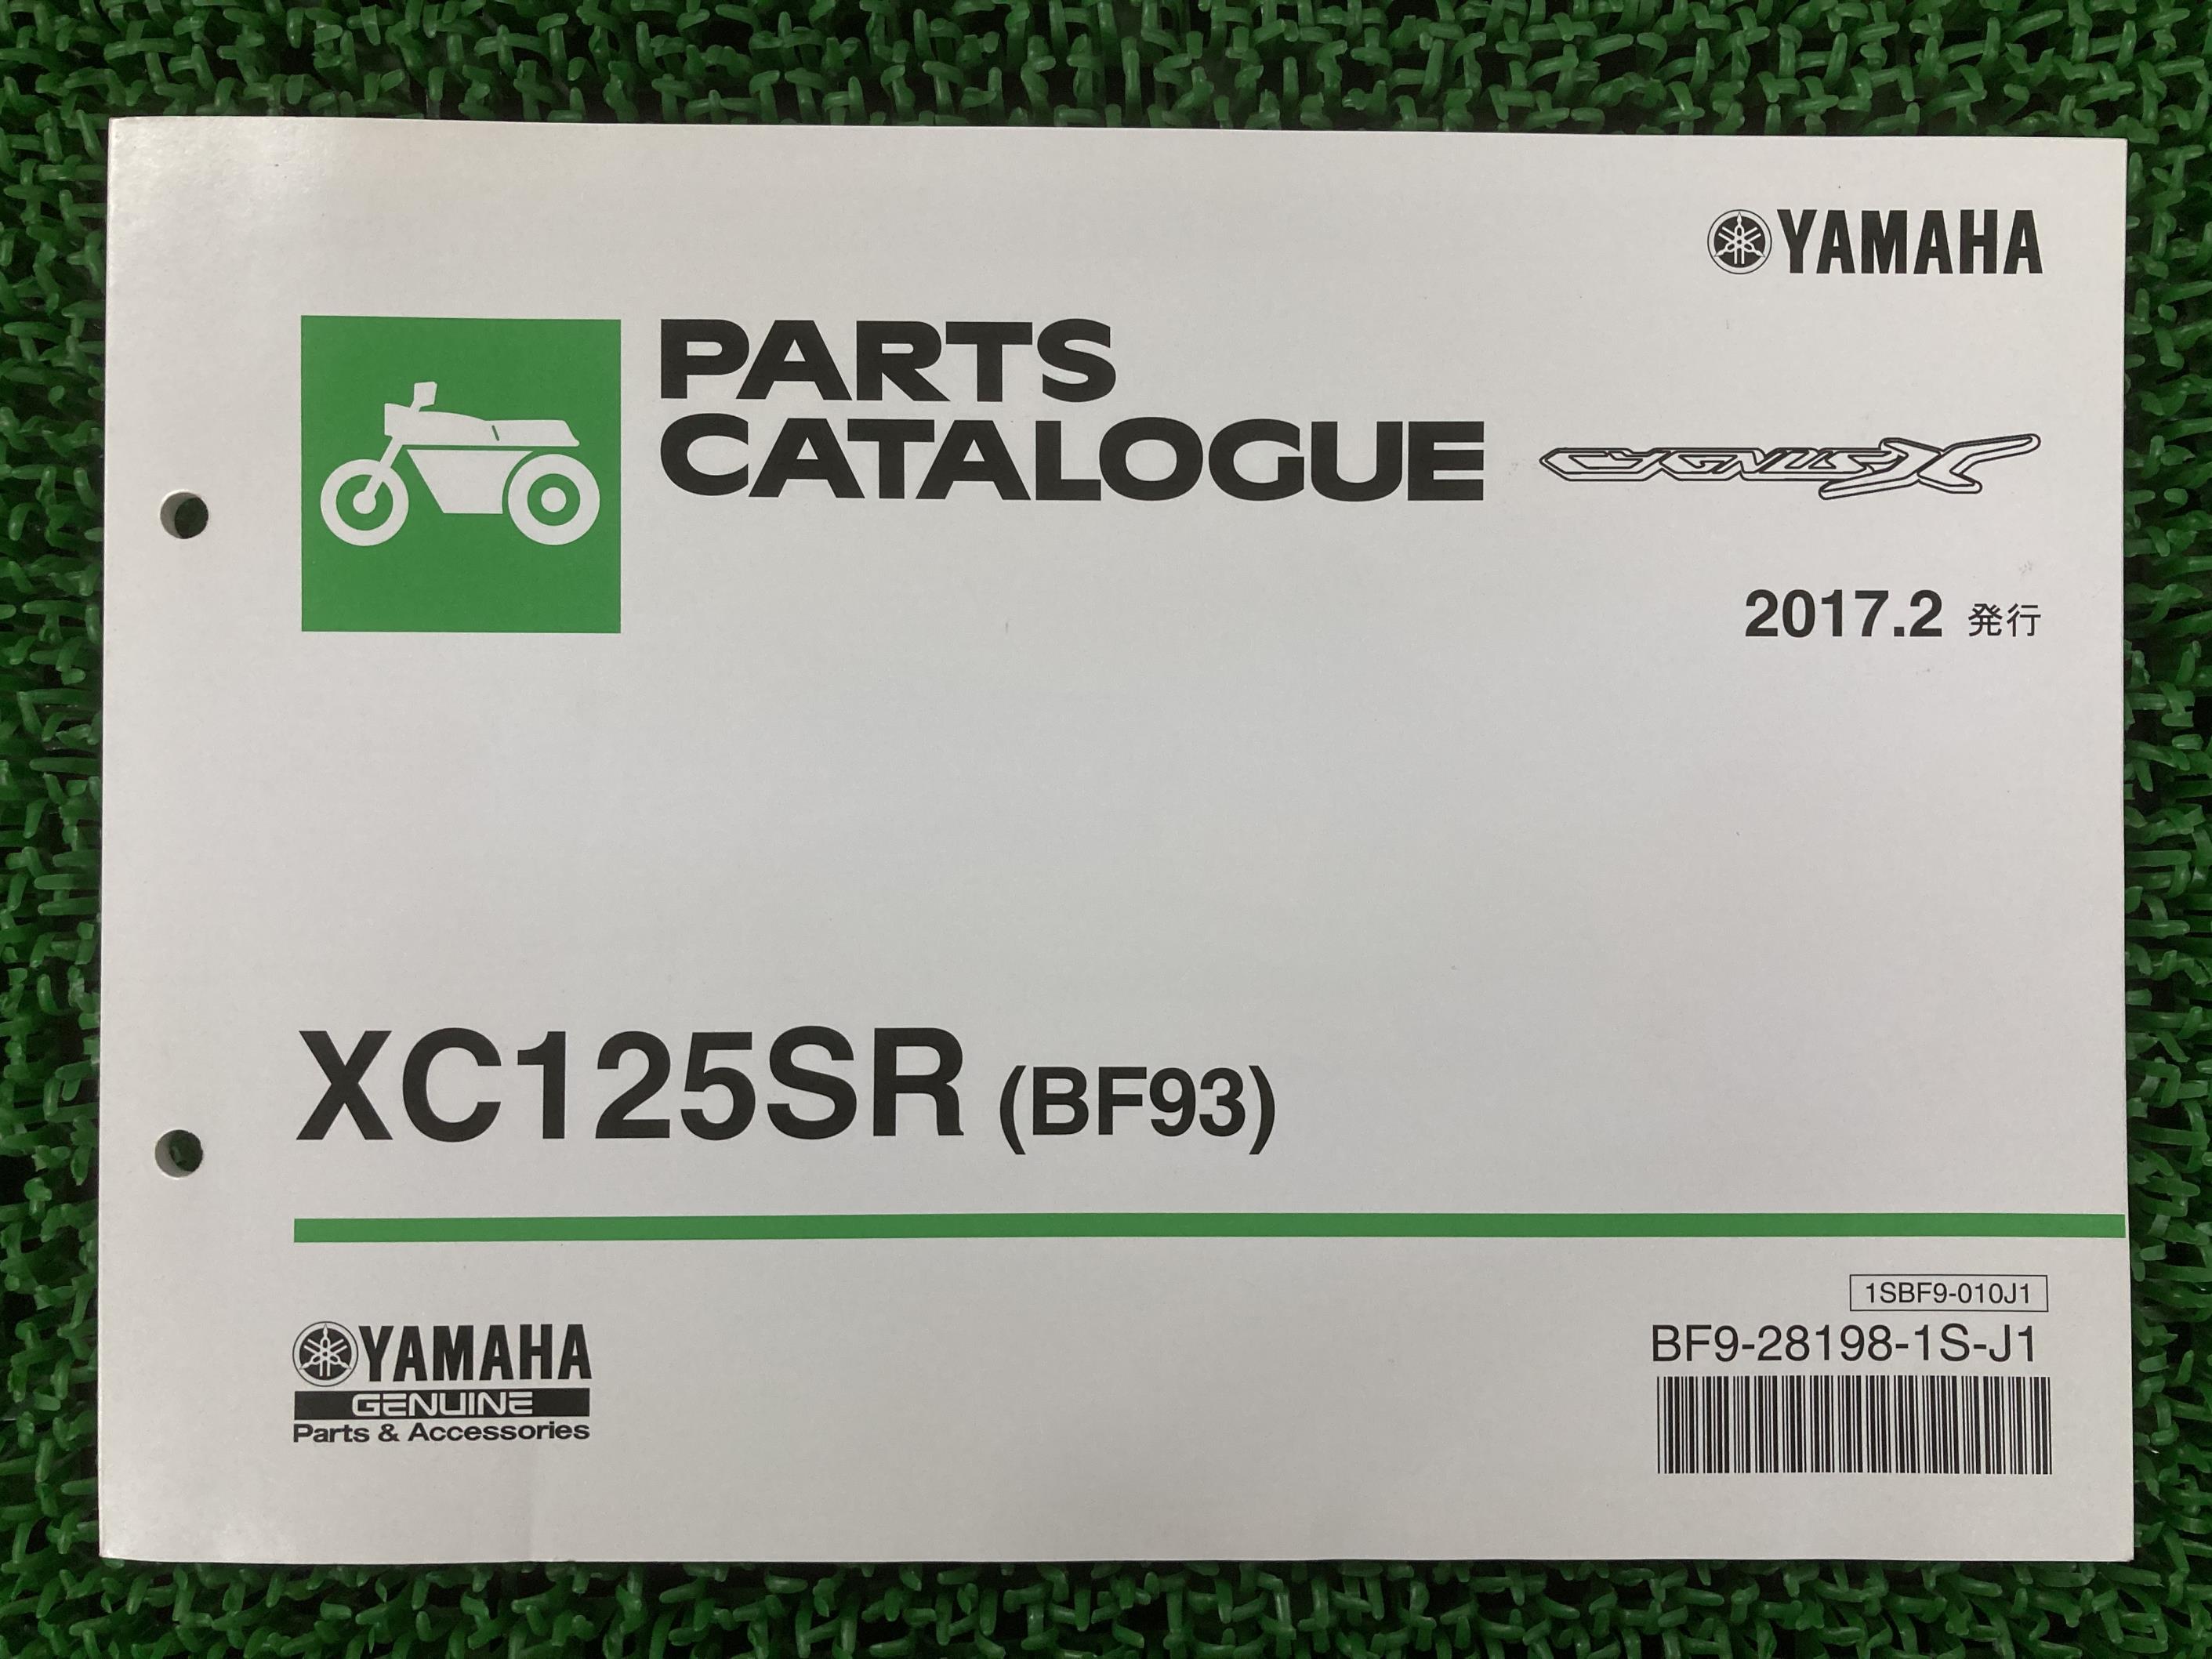 YAMAHA
PARTS
CATALOGUE
CYGNUS X
2017.2 発行
XC125SR (BF93)
1SBF9-010J1
BF9-28198-1S-J1
YAMAHA
GENUINE
Parts & Accessories